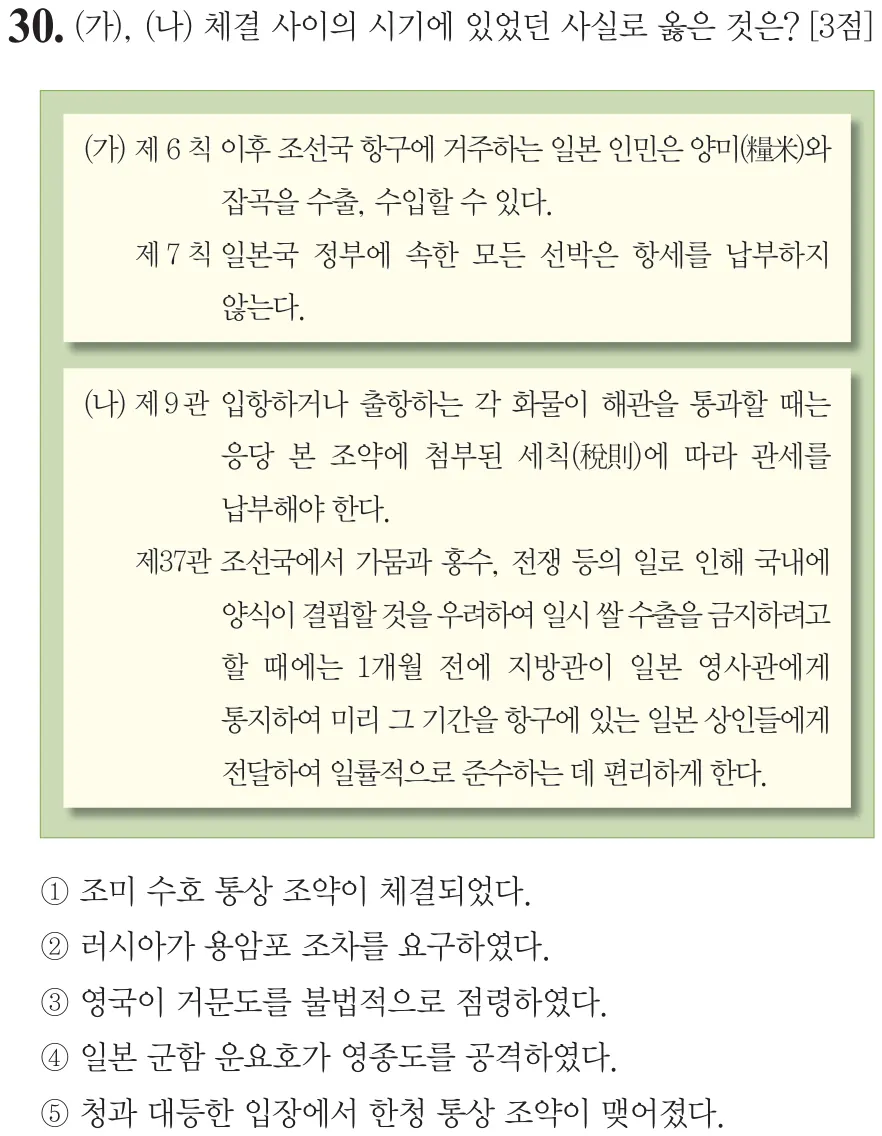 30. (가), (나) 체결 사이의 시기에 있었던 사실로 옳은 것은? [3점]
(가) 제 6 칙 이후 조선국 항구에 거주하는 일본 인민은 양미(糧米)와
잡곡을 수출, 수입할 수 있다.
제 7 칙 일본국 정부에 속한 모든 선박은 항세를 납부하지
않는다.
(나) 제 9 관 입항하거나 출항하는 각 화물이 해관을 통과할 때는
응당 본 조약에 첨부된 세칙(稅則)에 따라 관세를
납부해야 한다.
제37관 조선국에서 가뭄과 홍수, 전쟁 등의 일로 인해 국내에
양식이 결핍할 것을 우려하여 일시 쌀 수출을 금지하려고
할 때에는 1개월 전에 지방관이 일본 영사관에게
통지하여 미리 그 기간을 항구에 있는 일본 상인들에게
전달하여 일률적으로 준수하는 데 편리하게 한다.
① 조미 수호 통상 조약이 체결되었다.
② 러시아가 용암포 조차를 요구하였다.
③ 영국이 거문도를 불법적으로 점령하였다.
④ 일본 군함 운요호가 영종도를 공격하였다.
⑤ 청과 대등한 입장에서 한청 통상 조약이 맺어졌다.